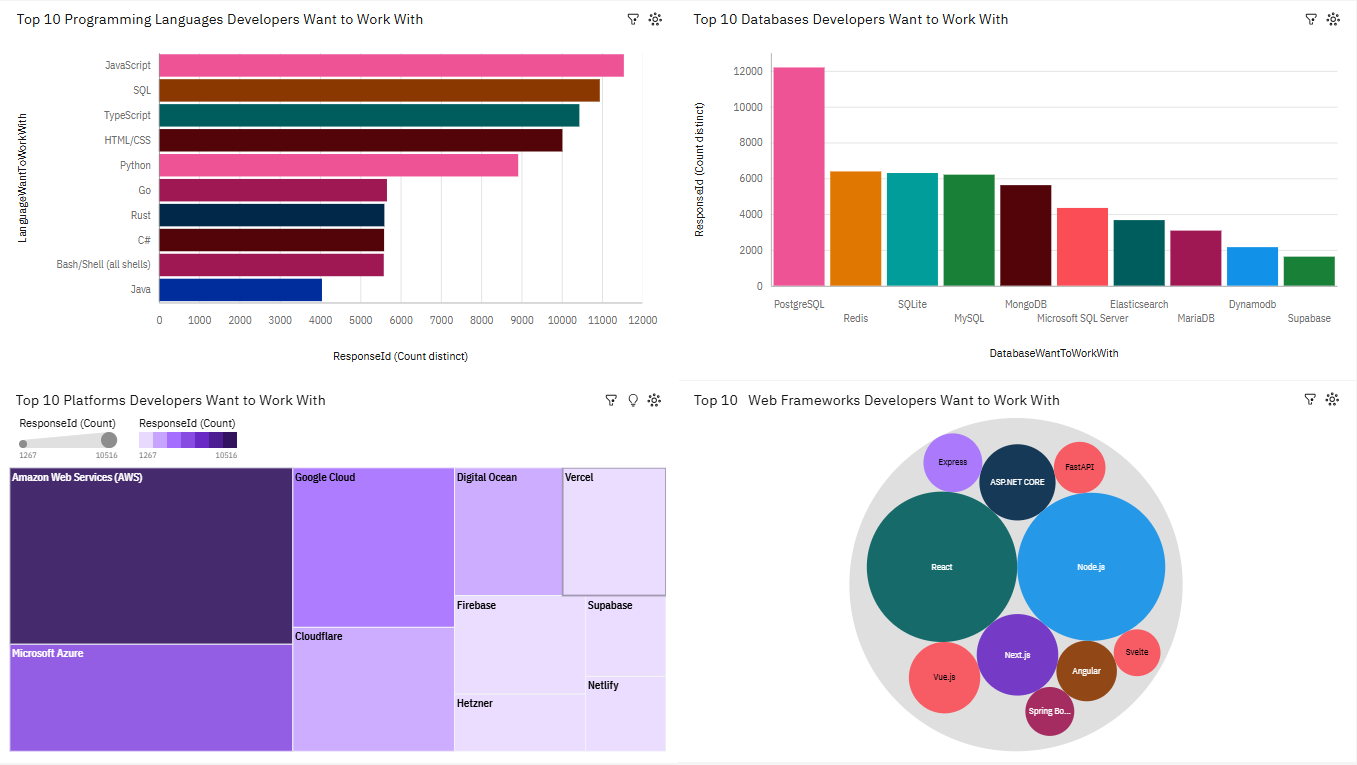 Top 10 Programming Languages Developers Want to Work With
LanguageWantToWorkWith
JavaScript
SQL
TypeScript
HTML/CSS
Python
Go
Rust
C#
Bash/Shell (all shells)
Java
0 1000 2000 3000 4000 5000 6000 7000 8000 9000 10000 11000 12000
ResponseId (Count distinct)
Top 10 Databases Developers Want to Work With
ResponseId (Count distinct)
12000
10000
8000
6000
4000
2000
0
PostgreSQL SQLite MongoDB Elasticsearch Dynamodb
Redis MySQL Microsoft SQL Server MariaDB Supabase
DatabaseWantToWorkWith
Top 10 Platforms Developers Want to Work With
ResponseId (Count) ResponseId (Count)
1267 10516 1267 10516
Amazon Web Services (AWS) Google Cloud Digital Ocean Vercel
Firebase Supabase
Cloudflare
Microsoft Azure
Netlify
Hetzner
Top 10 Web Frameworks Developers Want to Work With
Express
FastAPI
ASP.NET CORE
React Node.js
Svelte
Next.js
Angular
Vue.js
Spring Bo...